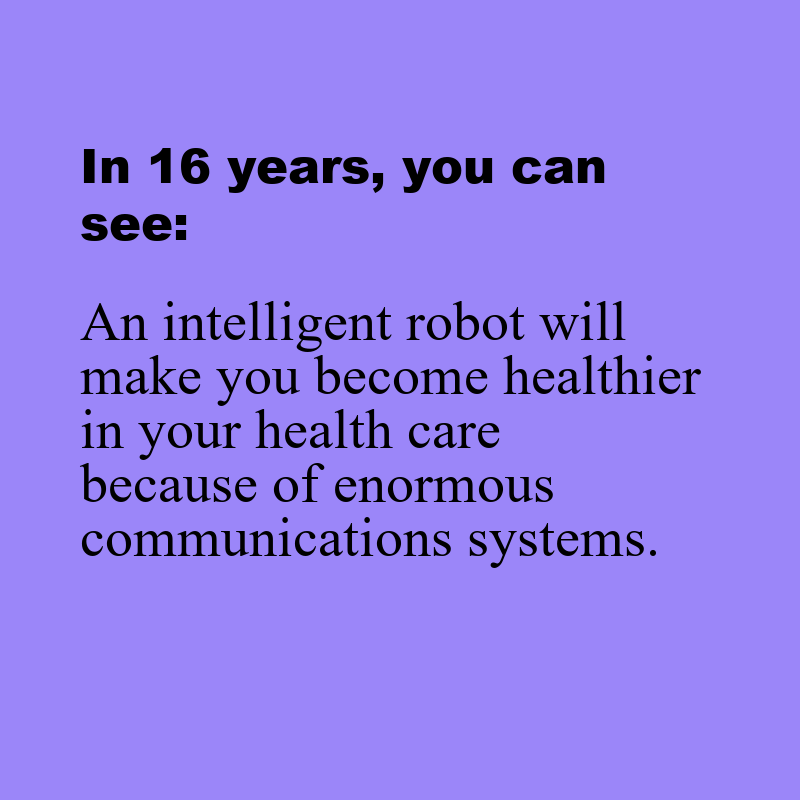 In 16 years, you can
see:
An intelligent robot will
make you become healthier
in your health care
because of enormous
communications systems.